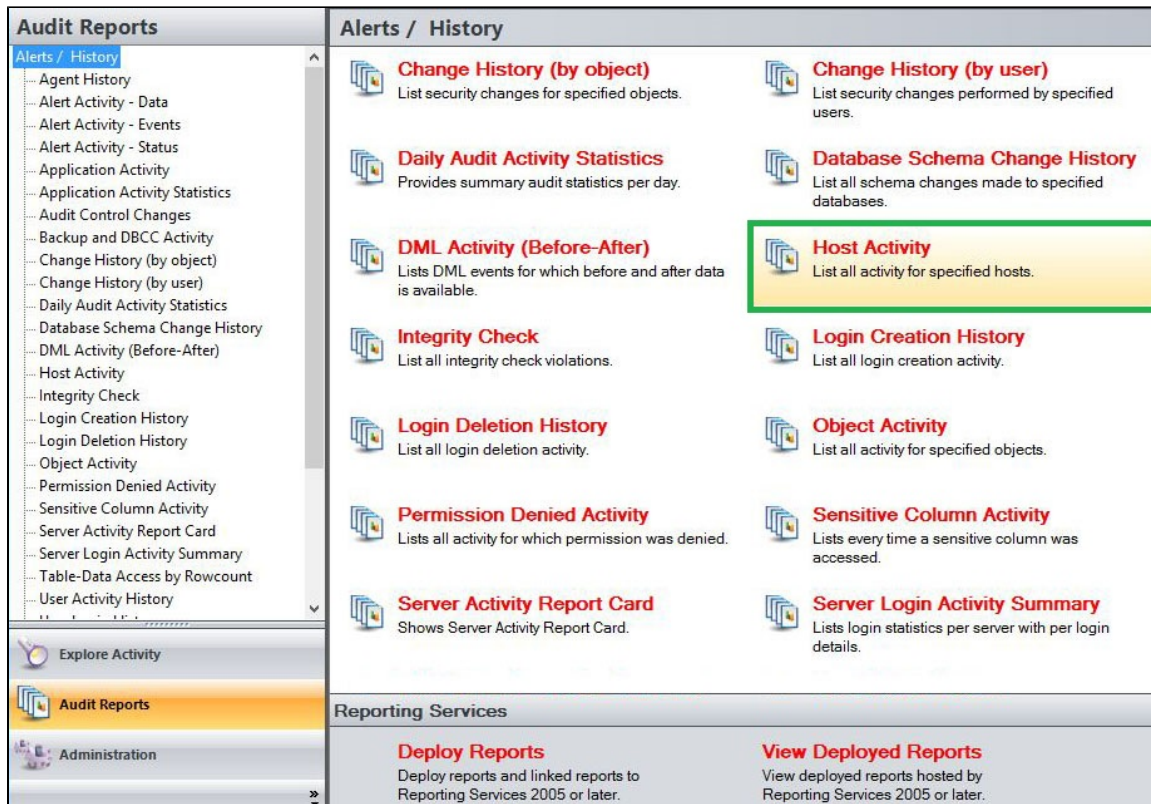 Audit Reports
Alerts / History
Agent History
Alert Activity - Data
Alert Activity - Events
Alert Activity - Status
Application Activity
Application Activity Statistics
Audit Control Changes
Backup and DBCC Activity
Change History (by object)
Change History (by user)
Daily Audit Activity Statistics
Database Schema Change History
DML Activity (Before-After)
Host Activity
Integrity Check
Login Creation History
Login Deletion History
Object Activity
Permission Denied Activity
Sensitive Column Activity
Server Activity Report Card
Server Login Activity Summary
Table-Data Access by Rowcount
User Activity History
Explore Activity
Audit Reports
Administration
»
Alerts / History
Change History (by object)
List security changes for specified objects.
Change History (by user)
List security changes performed by specified
users.
Daily Audit Activity Statistics
Provides summary audit statistics per day.
Database Schema Change History
List all schema changes made to specified
databases.
DML Activity (Before-After)
Lists DML events for which before and after data
is available.
Host Activity
List all activity for specified hosts.
Integrity Check
List all integrity check violations.
Login Creation History
List all login creation activity.
Login Deletion History
List all login deletion activity.
Object Activity
List all activity for specified objects.
Permission Denied Activity
Lists all activity for which permission was denied.
Sensitive Column Activity
Lists every time a sensitive column was
accessed.
Server Activity Report Card
Shows Server Activity Report Card.
Server Login Activity Summary
Lists login statistics per server with per login
details.
Reporting Services
Deploy Reports
Deploy reports and linked reports to
Reporting Services 2005 or later.
View Deployed Reports
View deployed reports hosted by
Reporting Services 2005 or later.